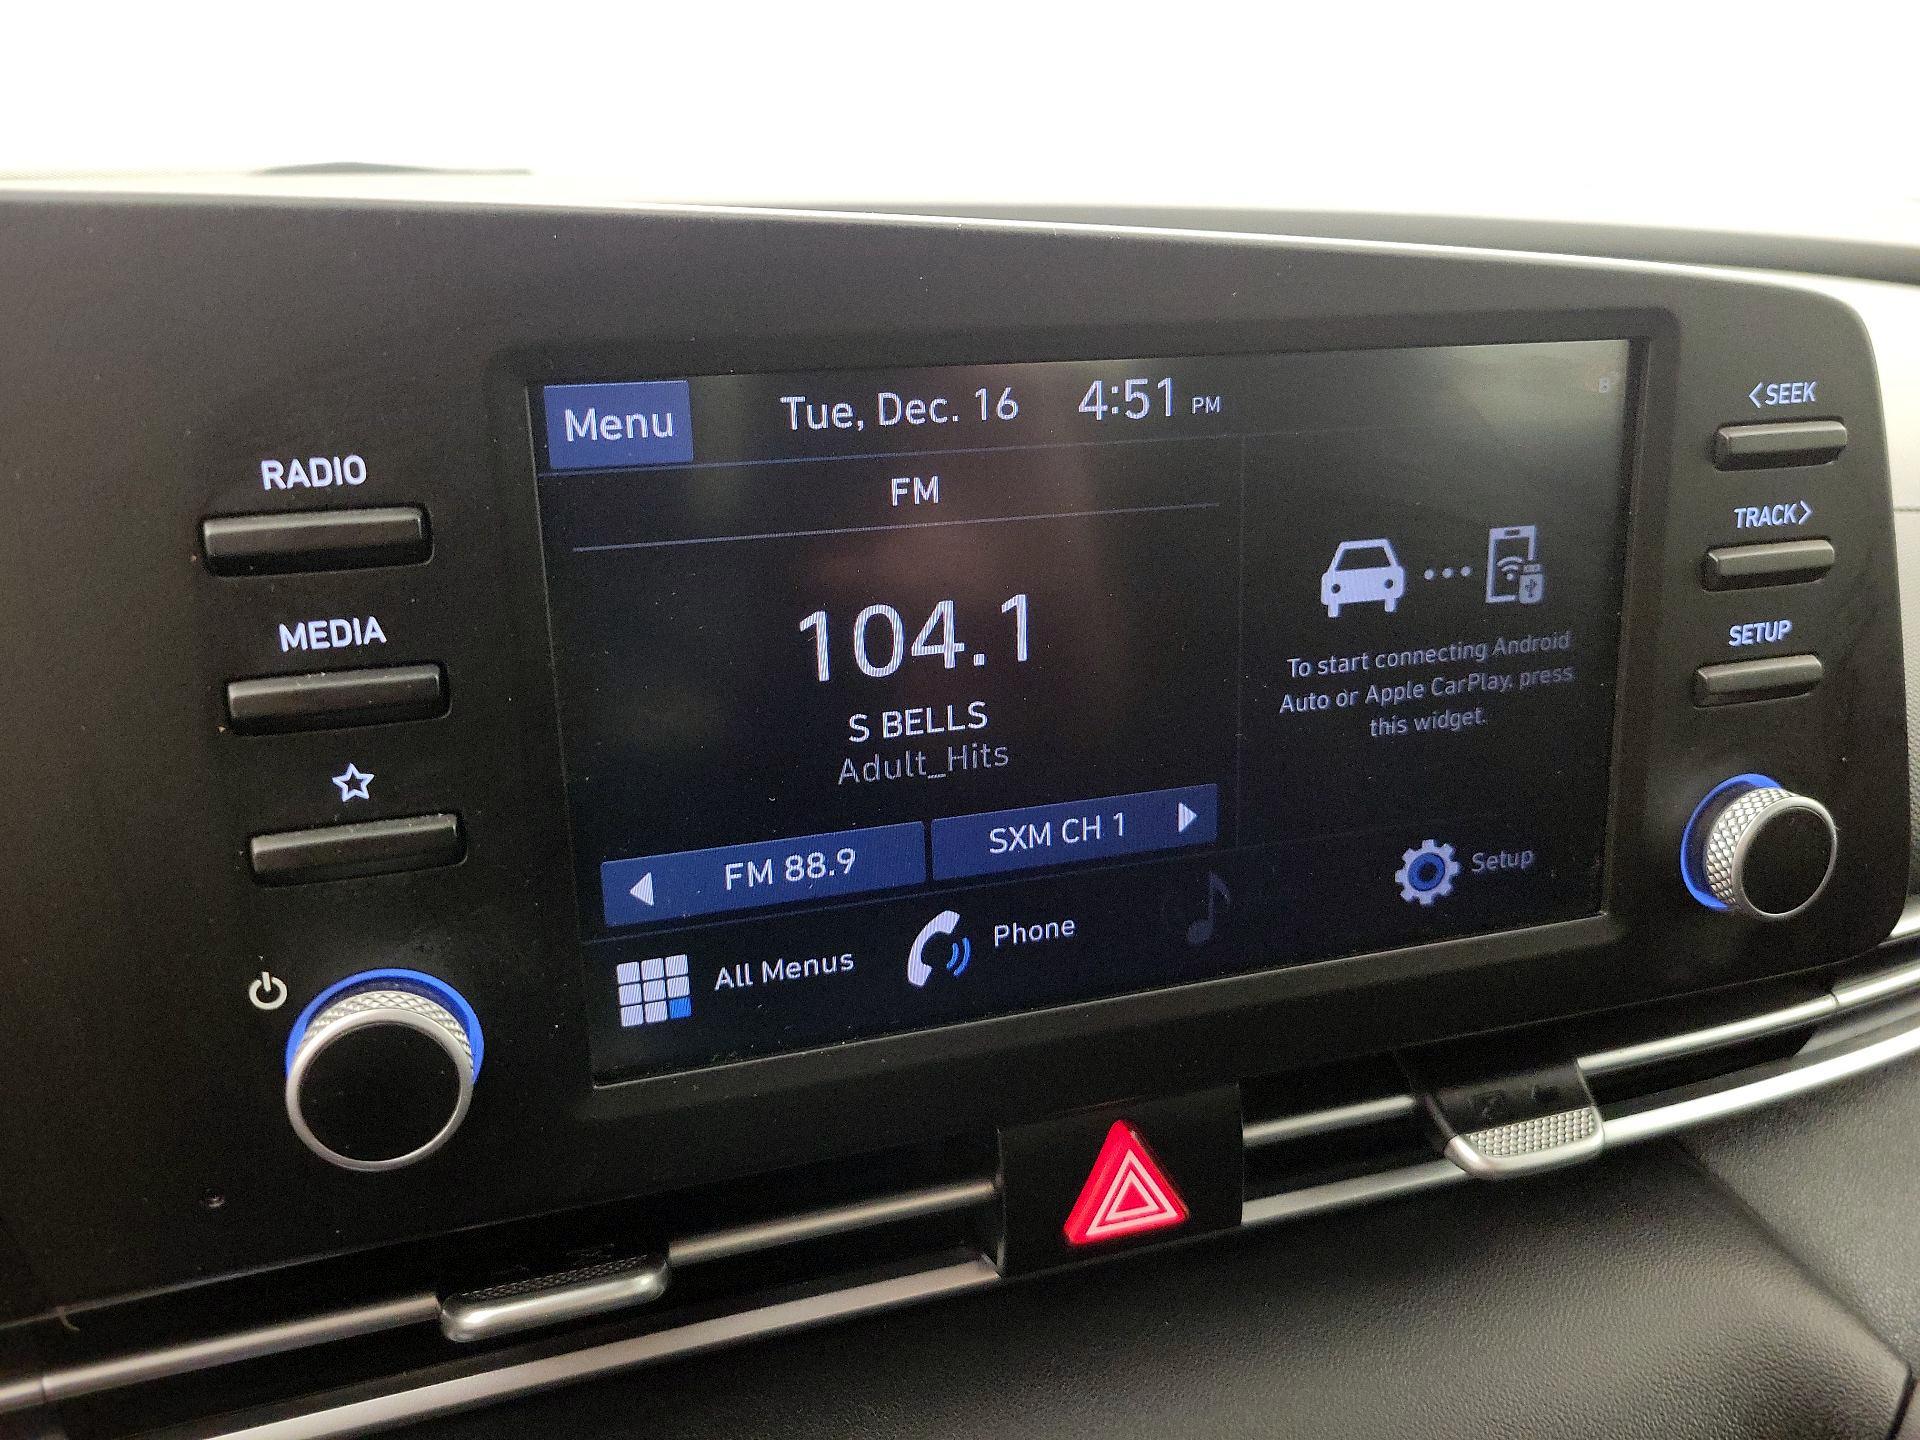 RADIO
MEDIA
Menu
Tue, Dec. 16 4:51 PM
FM
104.1
S BELLS
Adult_Hits
FM 88.9
SXM CH 1
All Menus
Phone
To start connecting Android
Auto or Apple CarPlay, press
this widget.
Setup
<SEEK
TRACK>
SETUP